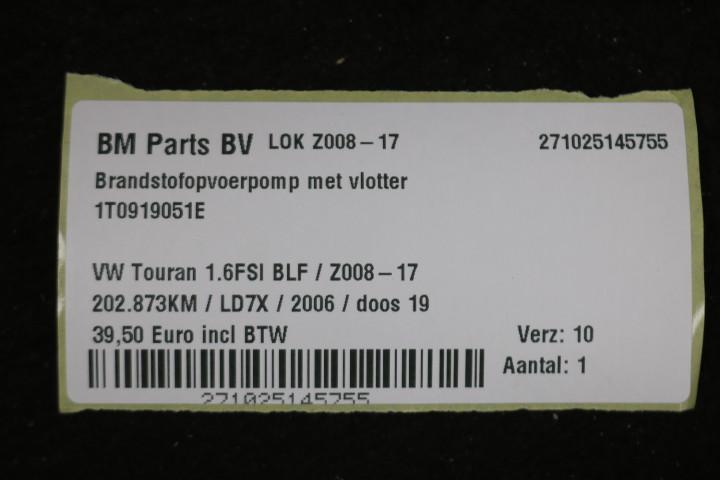 BM Parts BV LOK Z008-17 271025145755
Brandstofopvoerpomp met vlotter
1T0919051E
VW Touran 1.6FSI BLF / Z008-17
202.873KM / LD7X / 2006 / doos 19
39,50 Euro incl BTW Verz: 10
Aantal: 1
271025145755